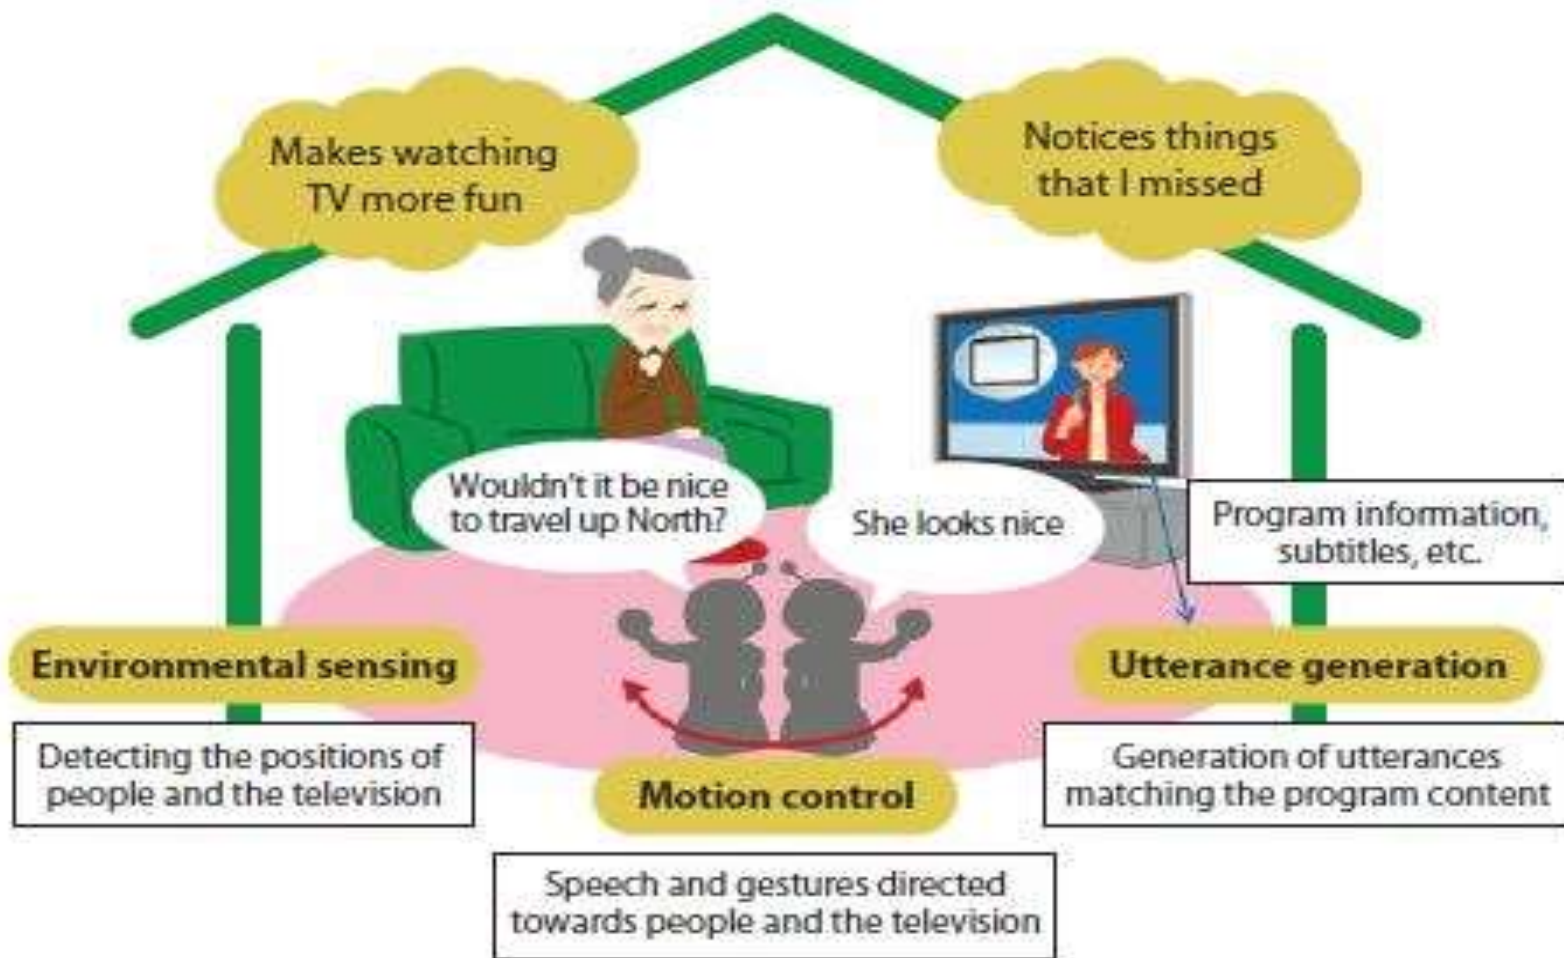 Makes watching
TV more fun
Notices things
that I missed
Wouldn't it be nice
to travel up North?
She looks nice
Program information,
subtitles, etc.
Environmental sensing
Detecting the positions of
people and the television
Utterance generation
Generation of utterances
matching the program content
Motion control
Speech and gestures directed
towards people and the television